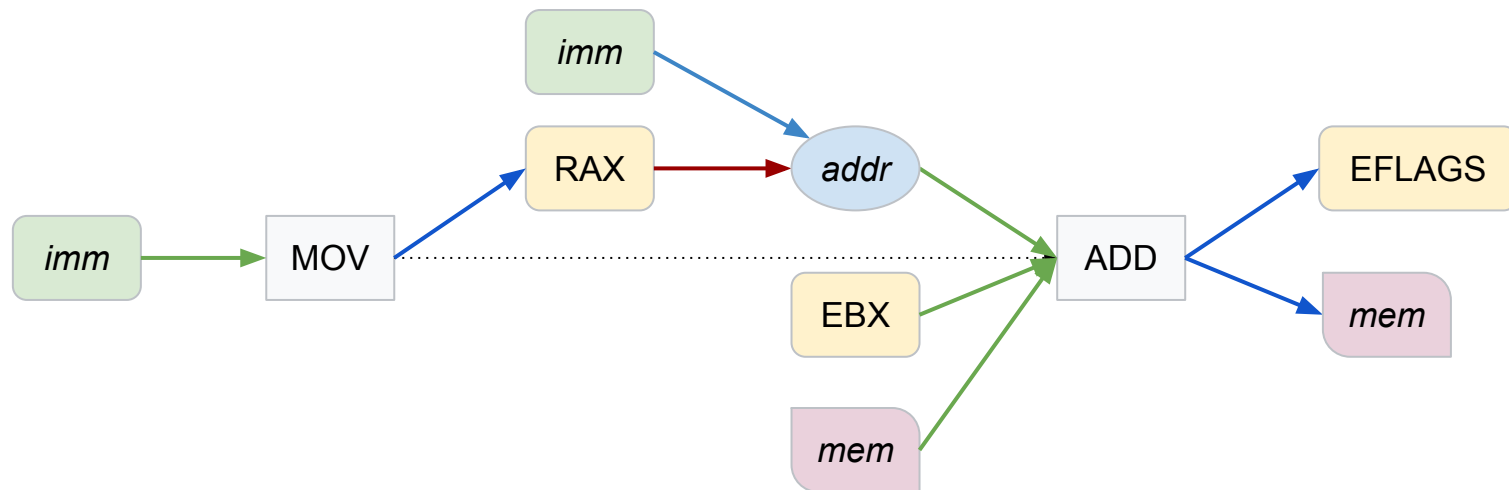 imm
RAX
addr
EFLAGS
imm
MOV
ADD
EBX
mem
mem